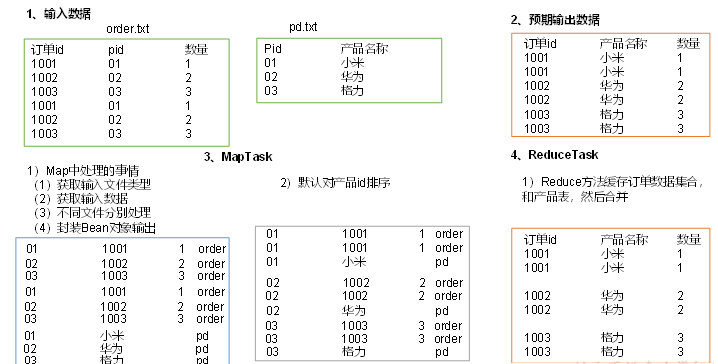 1、输入数据
order.txt
订单id pid 数量
1001 01 1
1002 02 2
1003 03 3
1001 01 1
1002 02 2
1003 03 3
pd.txt
Pid 产品名称
01 小米
02 华为
03 格力
2、预期输出数据
订单id 产品名称 数量
1001 小米 1
1001 小米 1
1002 华为 2
1002 华为 2
1003 格力 3
1003 格力 3
3、MapTask
1）Map中处理的事情
（1）获取输入文件类型
（2）获取输入数据
（3）不同文件分别处理
（4）封装Bean对象输出
01 1001 1 order
02 1002 2 order
03 1003 3 order
01 1001 1 order
02 1002 2 order
03 1003 3 order
01 小米 pd
02 华为 pd
03 格力 pd
2）默认对产品id排序
01 1001 1 order
01 1001 1 order
01 小米 pd
02 1002 2 order
02 1002 2 order
02 华为 pd
03 1003 3 order
03 1003 3 order
03 格力 pd
4、ReduceTask
1）Reduce方法缓存订单数据集合，
和产品表，然后合并
订单id 产品名称 数量
1001 小米 1
1001 小米 1
1002 华为 2
1002 华为 2
1003 格力 3
1003 格力 3